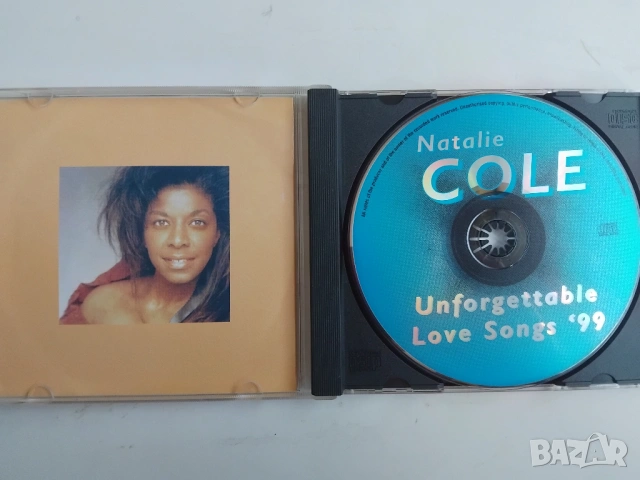 Natalie
COLE
Unforgettable
Love Songs '99
BAZAR